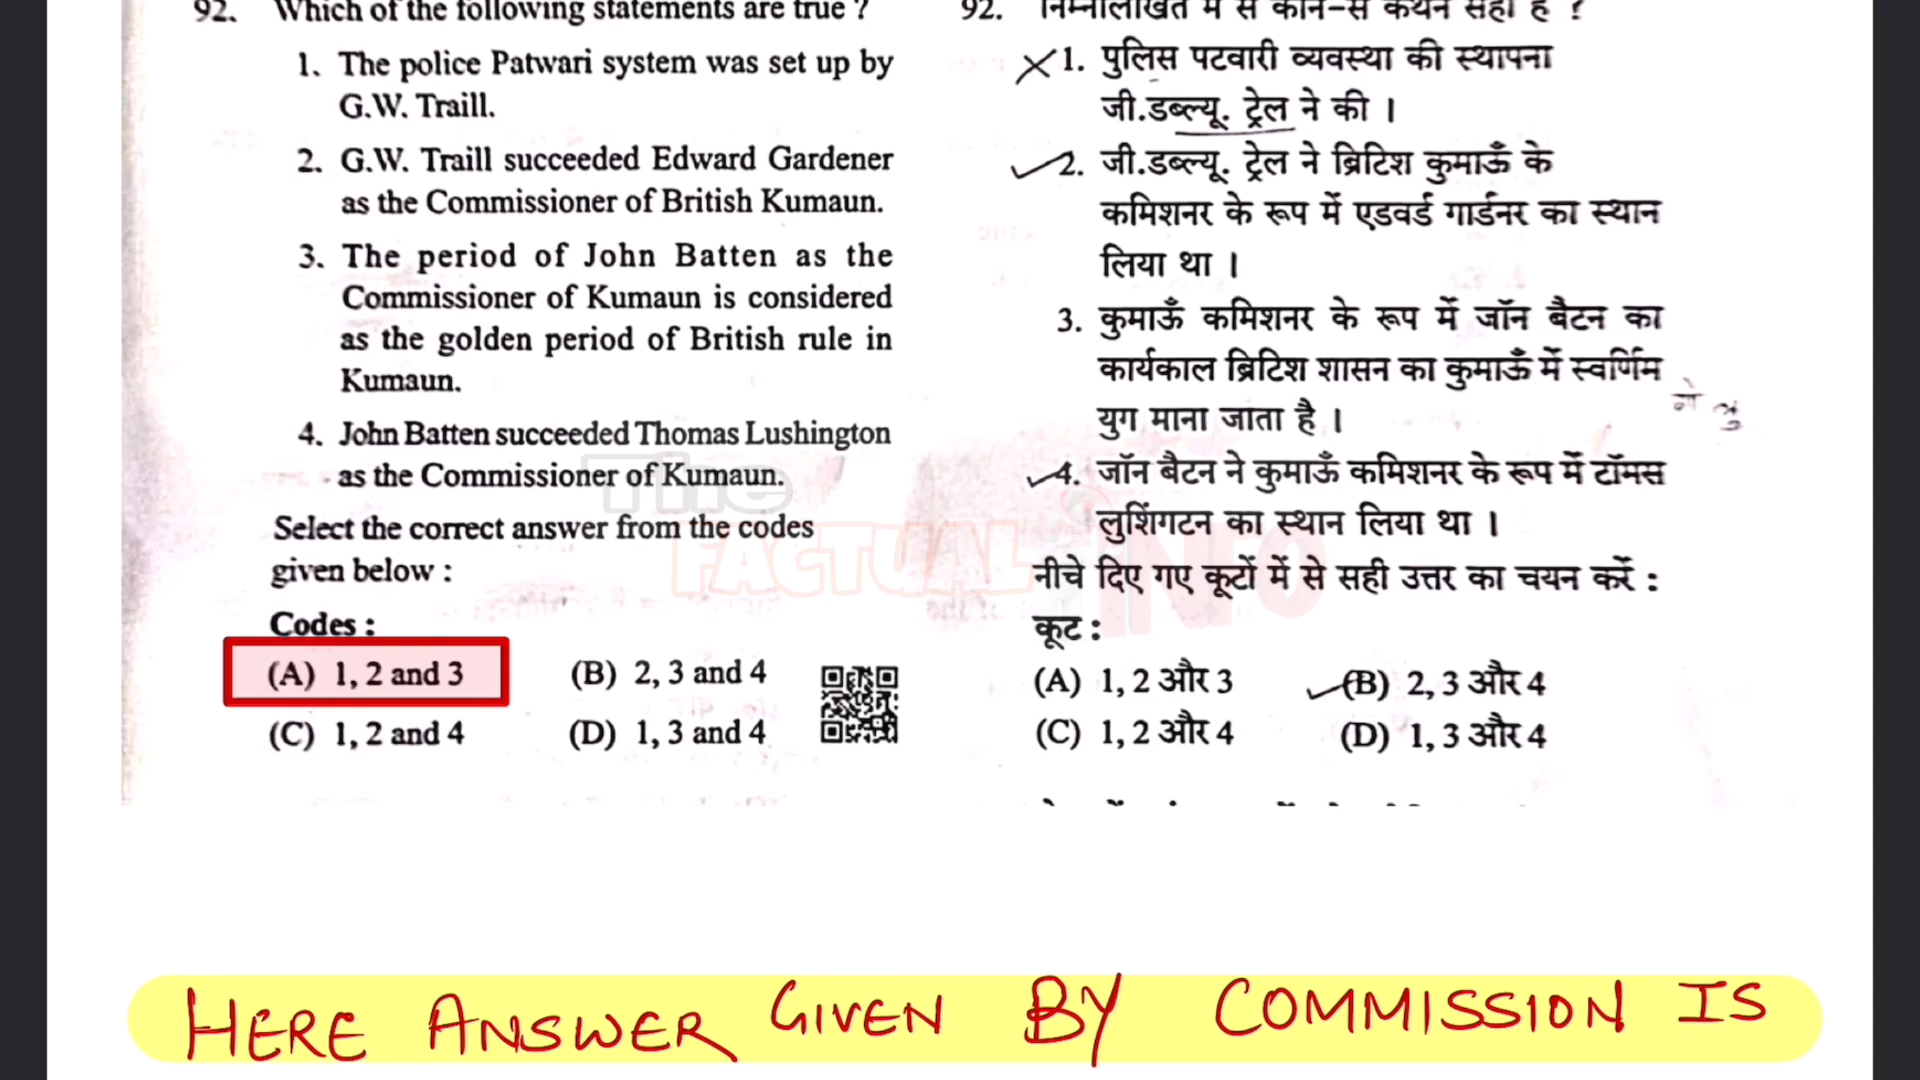 92. Which of the following statements are true ?
1. The police Patwari system was set up by
G.W. Traill.
2. G.W. Traill succeeded Edward Gardener
as the Commissioner of British Kumaun.
3. The period of John Batten as the
Commissioner of Kumaun is considered
as the golden period of British rule in
Kumaun.
4. John Batten succeeded Thomas Lushington
as the Commissioner of Kumaun.
Select the correct answer from the codes
given below :
Codes :
(A) 1, 2 and 3 (B) 2, 3 and 4
(C) 1, 2 and 4 (D) 1, 3 and 4
92. निम्नलिखित में से कौन-से कथन सही हैं ?
1. पुलिस पटवारी व्यवस्था की स्थापना
जी.डब्ल्यू. ट्रेल ने की ।
2. जी.डब्ल्यू. ट्रेल ने ब्रिटिश कुमाऊँ के
कमिशनर के रूप में एडवर्ड गार्डनर का स्थान
लिया था ।
3. कुमाऊँ कमिशनर के रूप में जॉन बैटन का
कार्यकाल ब्रिटिश शासन का कुमाऊँ में स्वर्णिम
युग माना जाता है ।
4. जॉन बैटन ने कुमाऊँ कमिशनर के रूप में टॉमस
लुशिंगटन का स्थान लिया था ।
नीचे दिए गए कूटों में से सही उत्तर का चयन करें :
कूट :
(A) 1, 2 और 3 (B) 2, 3 और 4
(C) 1, 2 और 4 (D) 1, 3 और 4
The
FACTUAL INFO
HERE ANSWER GIVEN BY COMMISSION IS